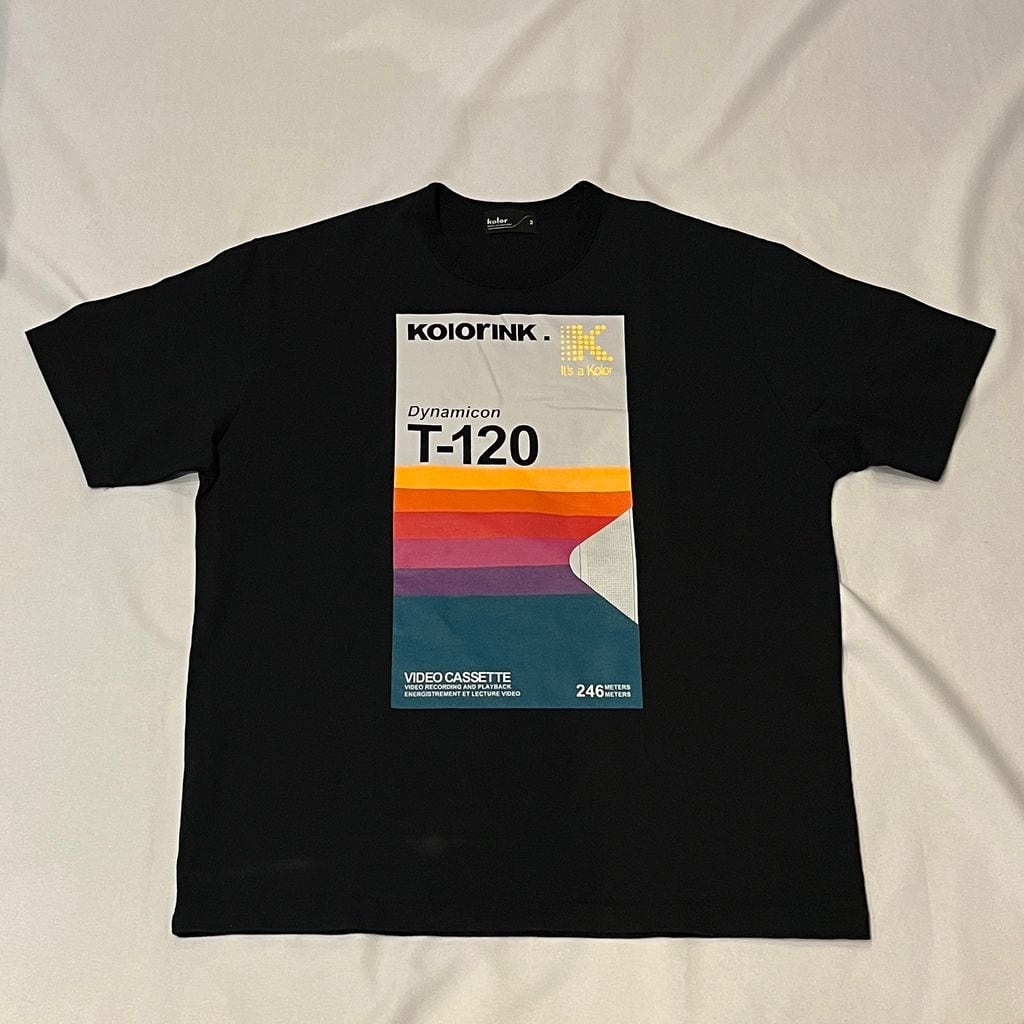 kolor
2
KolorINK.
It's a Kolor
Dynamicon
T-120
VIDEO CASSETTE
VIDEO RECORDING AND PLAYBACK
ENERGISTREMENT ET LECTURE VIDEO
246 METERS
METERS